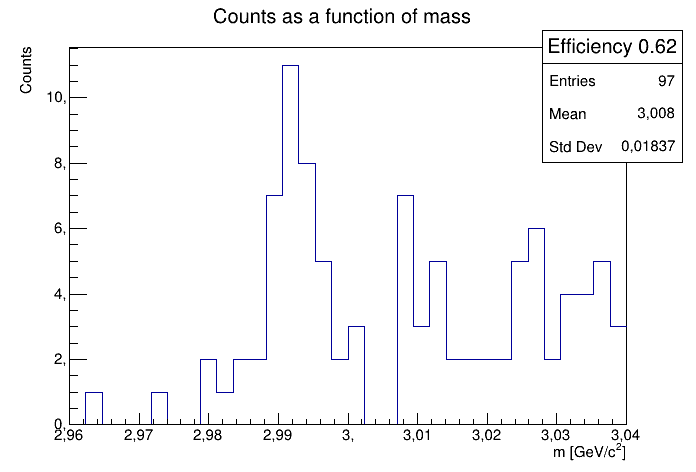 Counts as a function of mass
Efficiency 0.62
Entries 97
Mean 3,008
Std Dev 0,01837
Counts
10,
8,
6,
4,
2,
0,
2,96 2,97 2,98 2,99 3, 3,01 3,02 3,03 3,04
m [GeV/c²]